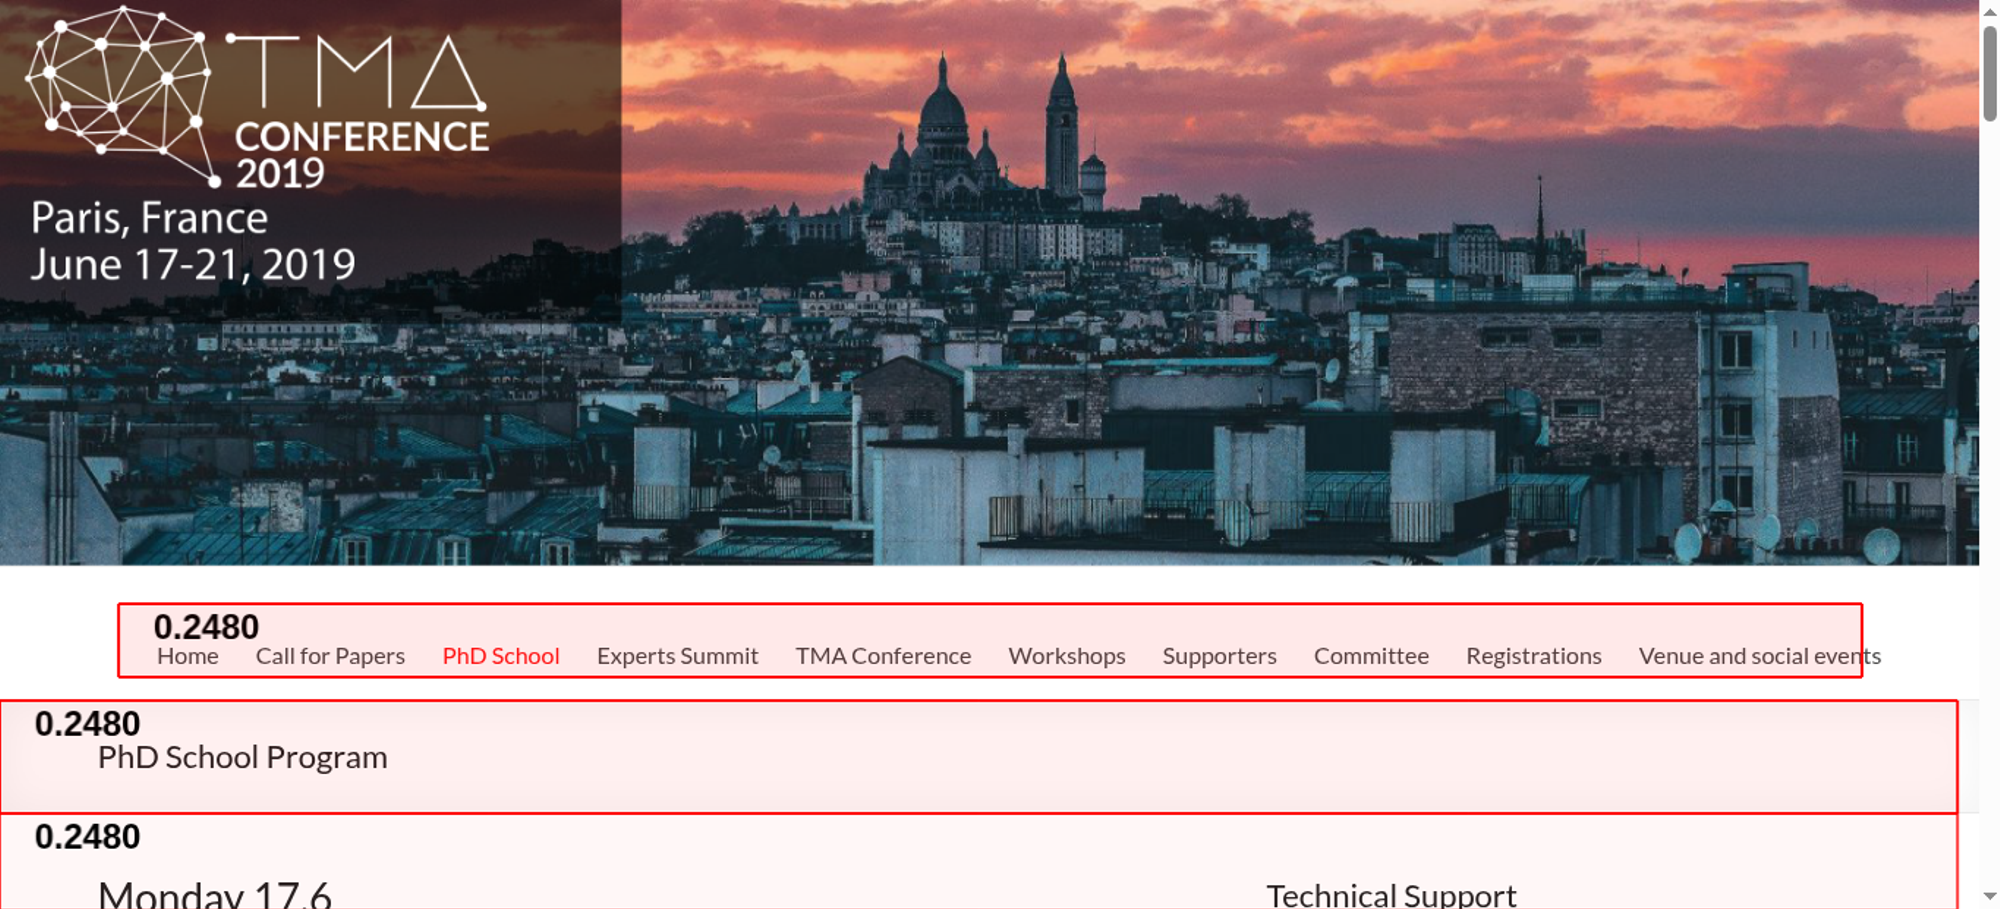 TMA
CONFERENCE
2019
Paris, France
June 17-21, 2019
0.2480
Home Call for Papers PhD School Experts Summit TMA Conference Workshops Supporters Committee Registrations Venue and social events
0.2480
PhD School Program
0.2480
Monday 17.6
Technical Support